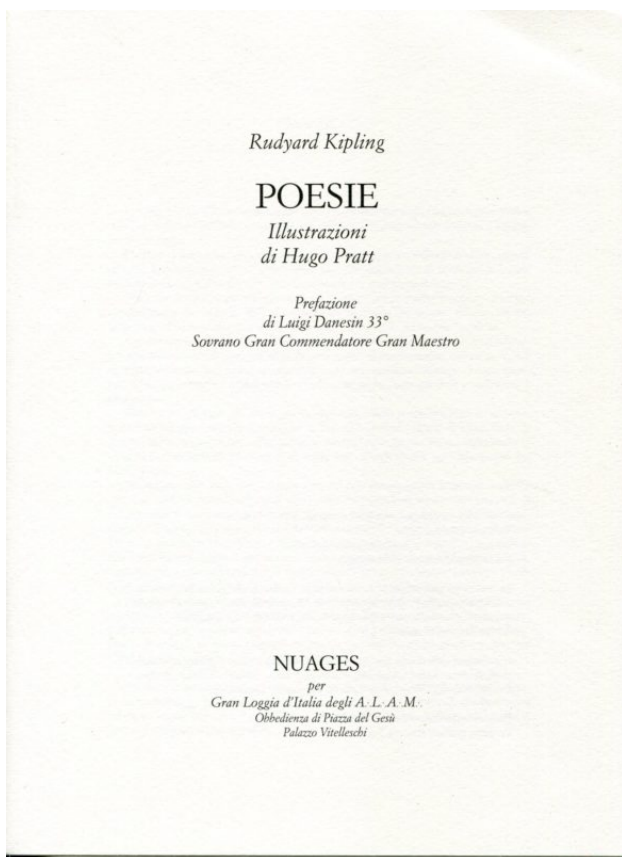 Rudyard Kipling
POESIE
Illustrazioni
di Hugo Pratt
Prefazione
di Luigi Danesin 33°
Sovrano Gran Commendatore Gran Maestro
NUAGES
per
Gran Loggia d'Italia degli A∴L∴A∴M∴
Obbedienza di Piazza del Gesù
Palazzo Vitelleschi